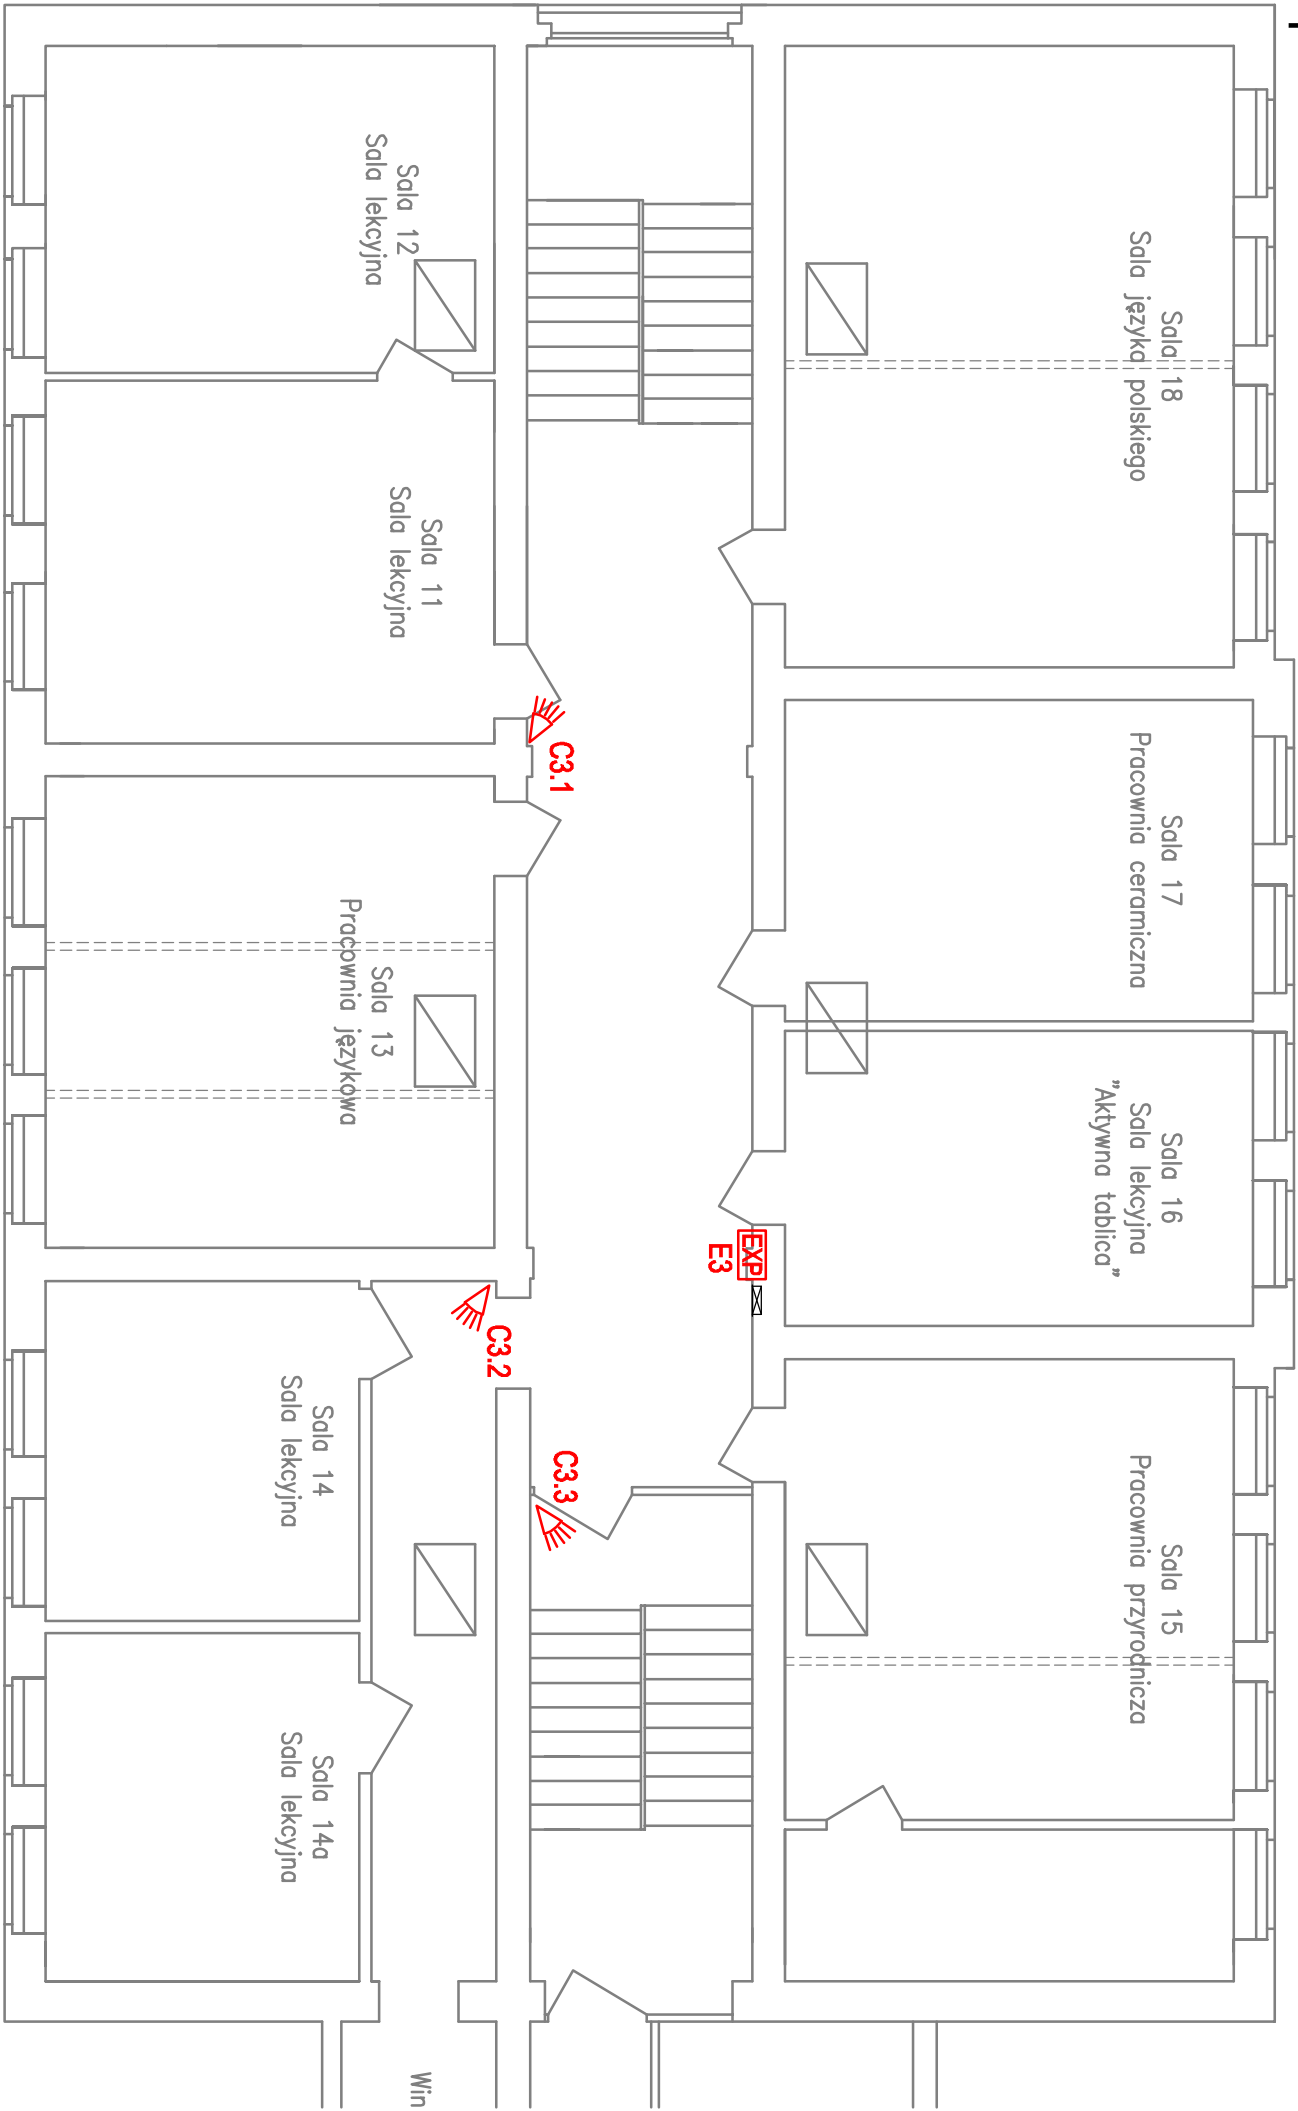 Sala 18
Sala języka polskiego
Sala 17
Pracownia ceramiczna
Sala 16
Sala lekcyjna
"Aktywna tablica"
Sala 15
Pracownia przyrodnicza
EXP
E3
C3.1
C3.2
C3.3
Sala 12
Sala lekcyjna
Sala 11
Sala lekcyjna
Sala 13
Pracownia językowa
Sala 14
Sala lekcyjna
Sala 14a
Sala lekcyjna
Win